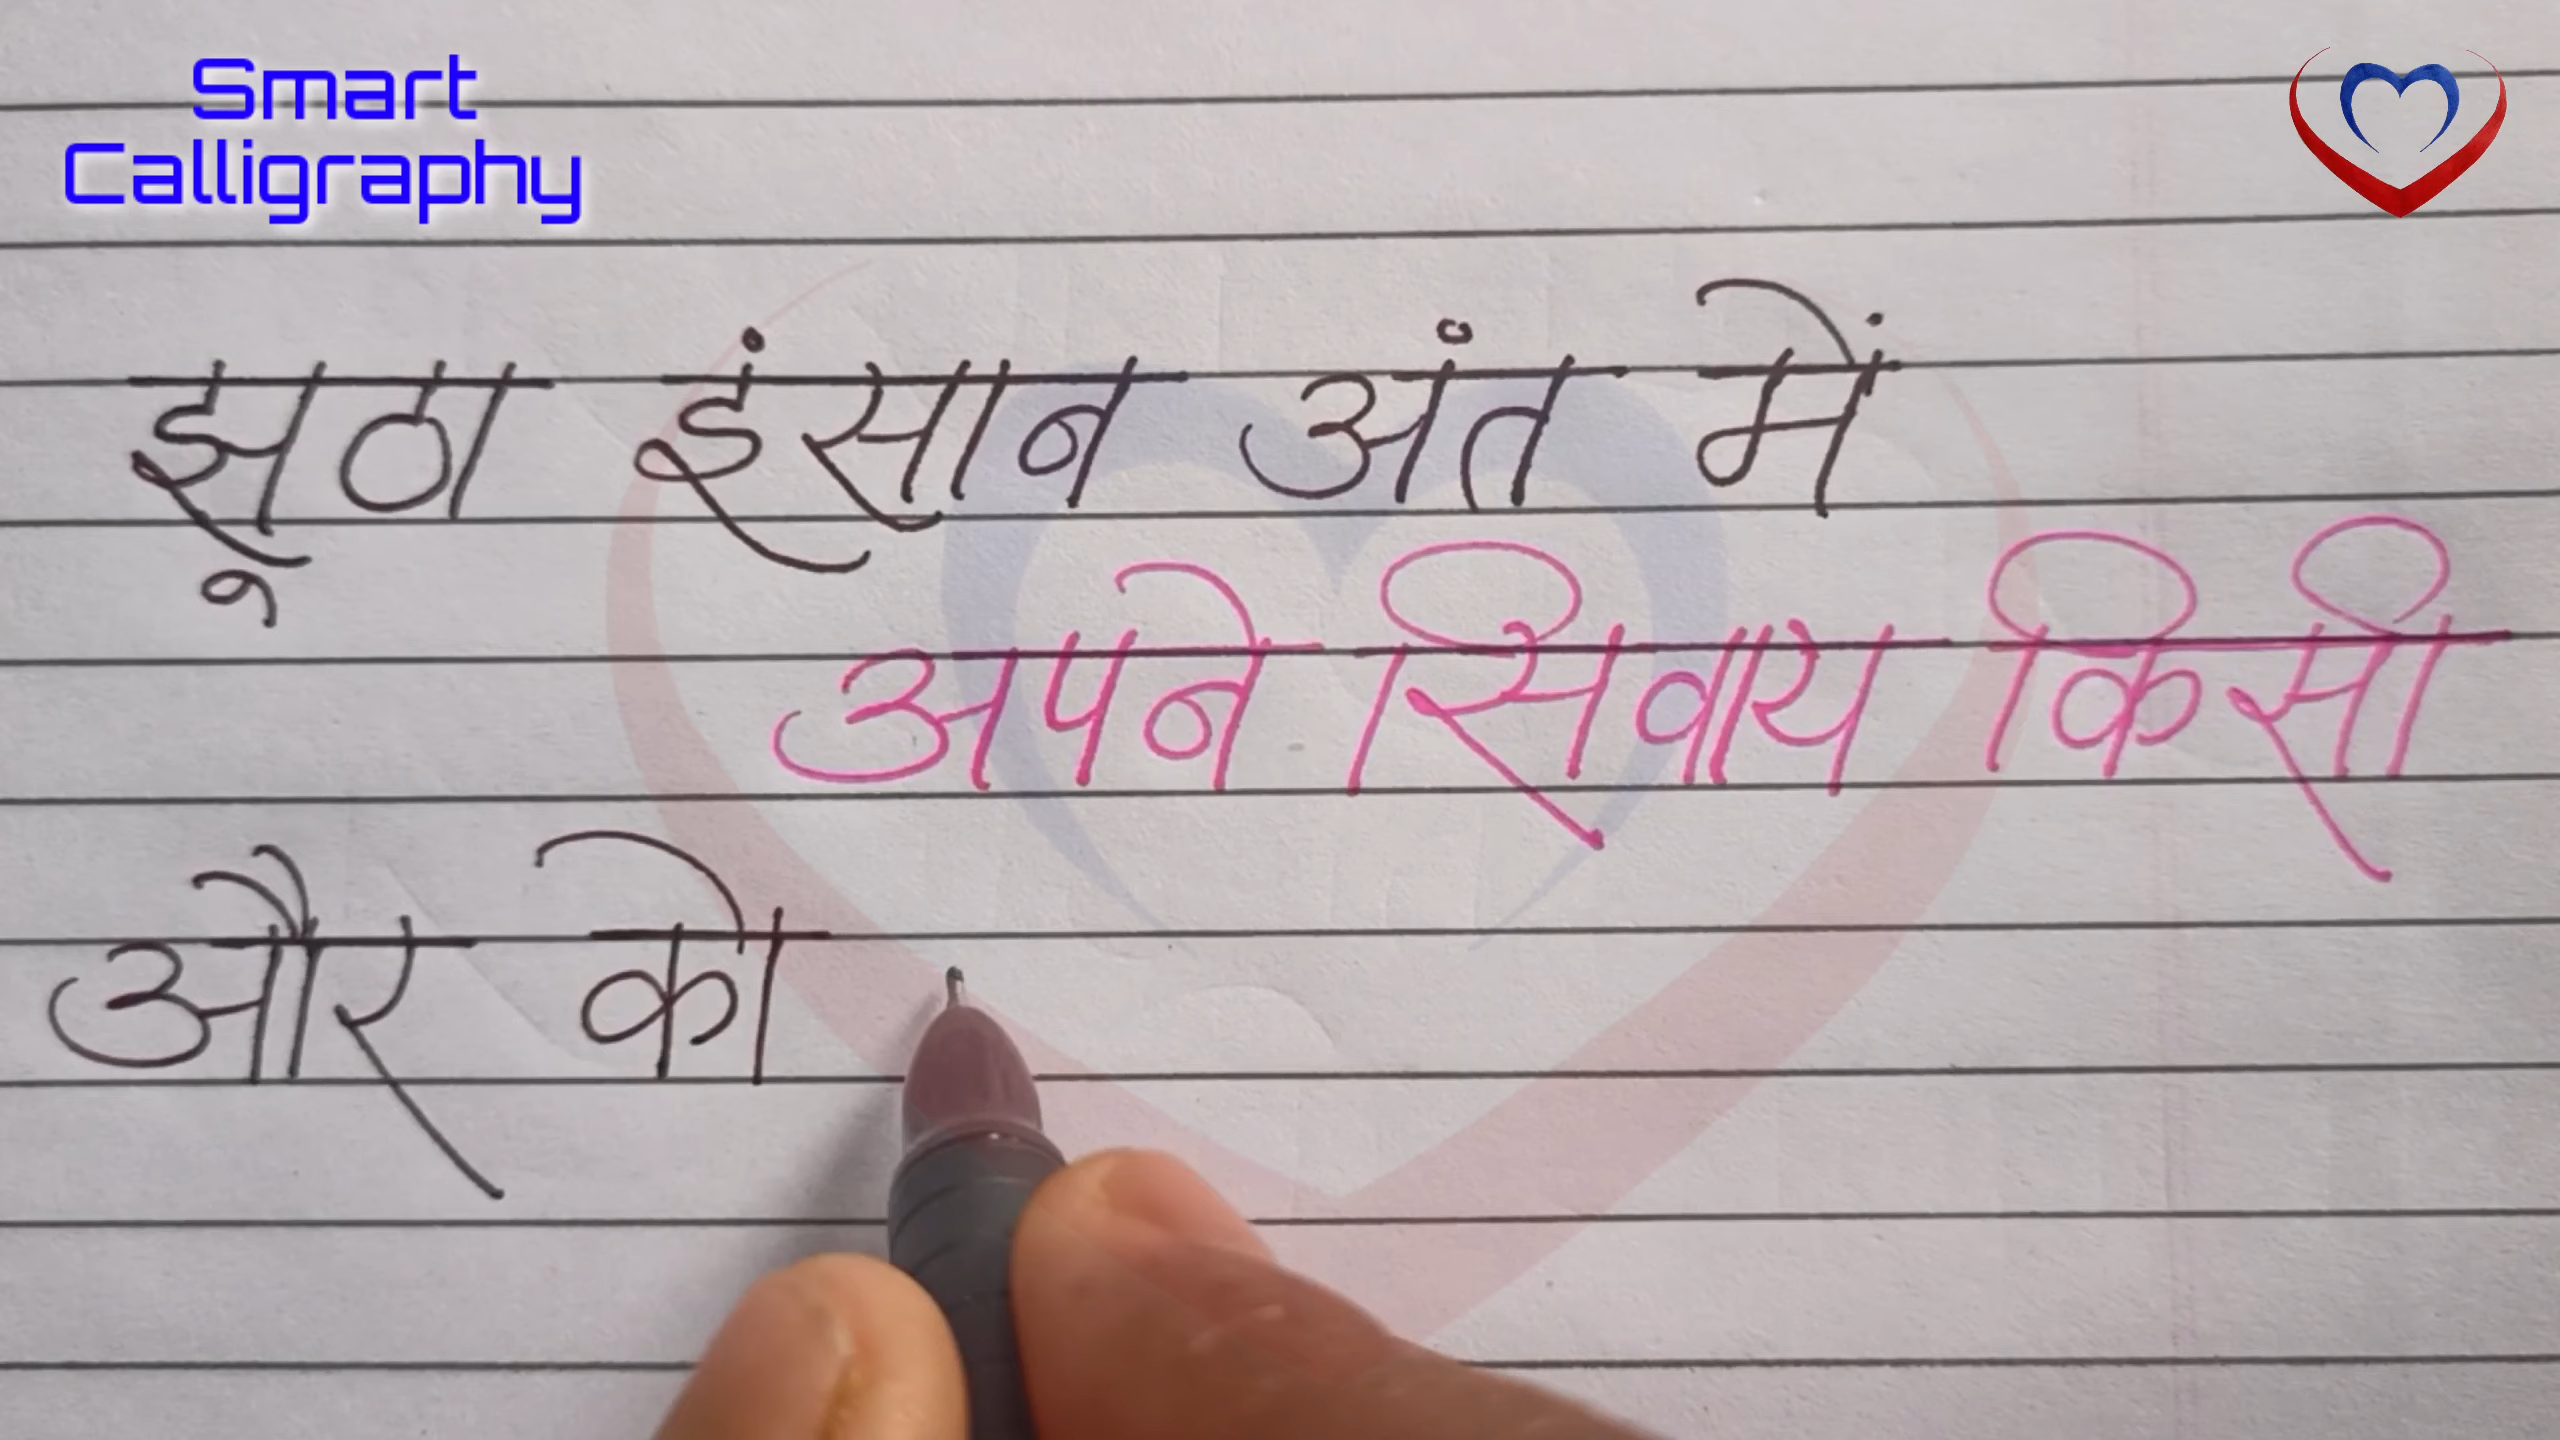 Smart
Calligraphy
झूठा इंसान अंत में
अपने सिवाय किसी
और को